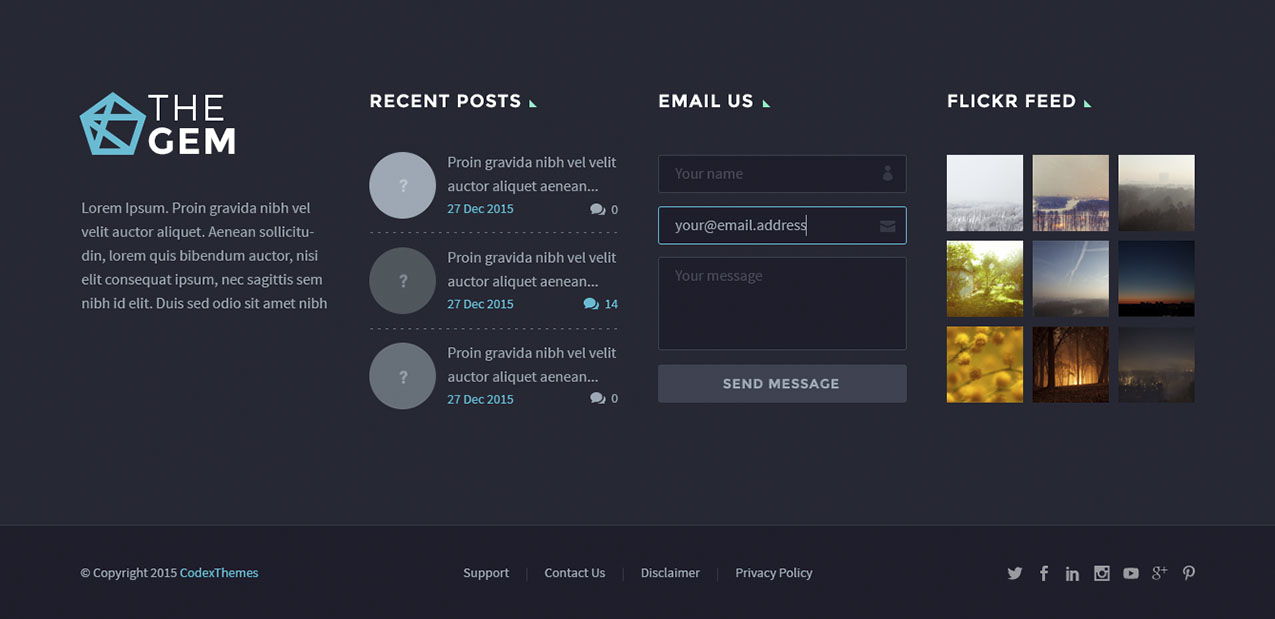 THE
GEM
Lorem Ipsum. Proin gravida nibh vel
velit auctor aliquet. Aenean sollicitu-
din, lorem quis bibendum auctor, nisi
elit consequat ipsum, nec sagittis sem
nibh id elit. Duis sed odio sit amet nibh
RECENT POSTS
?
Proin gravida nibh vel velit
auctor aliquet aenean...
27 Dec 2015 0
?
Proin gravida nibh vel velit
auctor aliquet aenean...
27 Dec 2015 14
?
Proin gravida nibh vel velit
auctor aliquet aenean...
27 Dec 2015 0
EMAIL US
Your name
your@email.address
Your message
SEND MESSAGE
FLICKR FEED
© Copyright 2015 CodexThemes
Support | Contact Us | Disclaimer | Privacy Policy